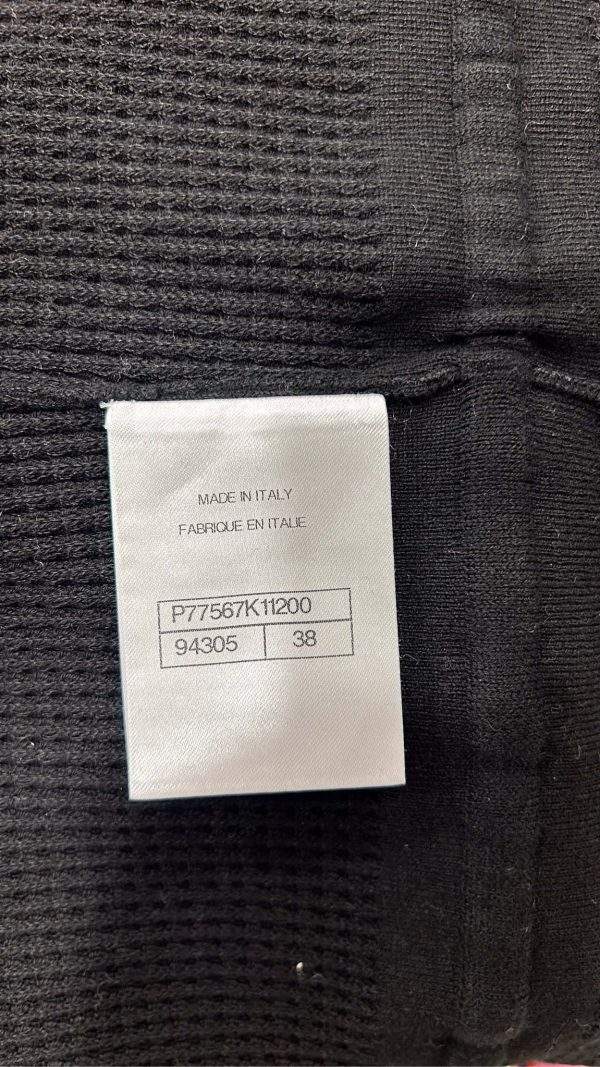 MADE IN ITALY
FABRIQUE EN ITALIE
P77567K11200
94305 38